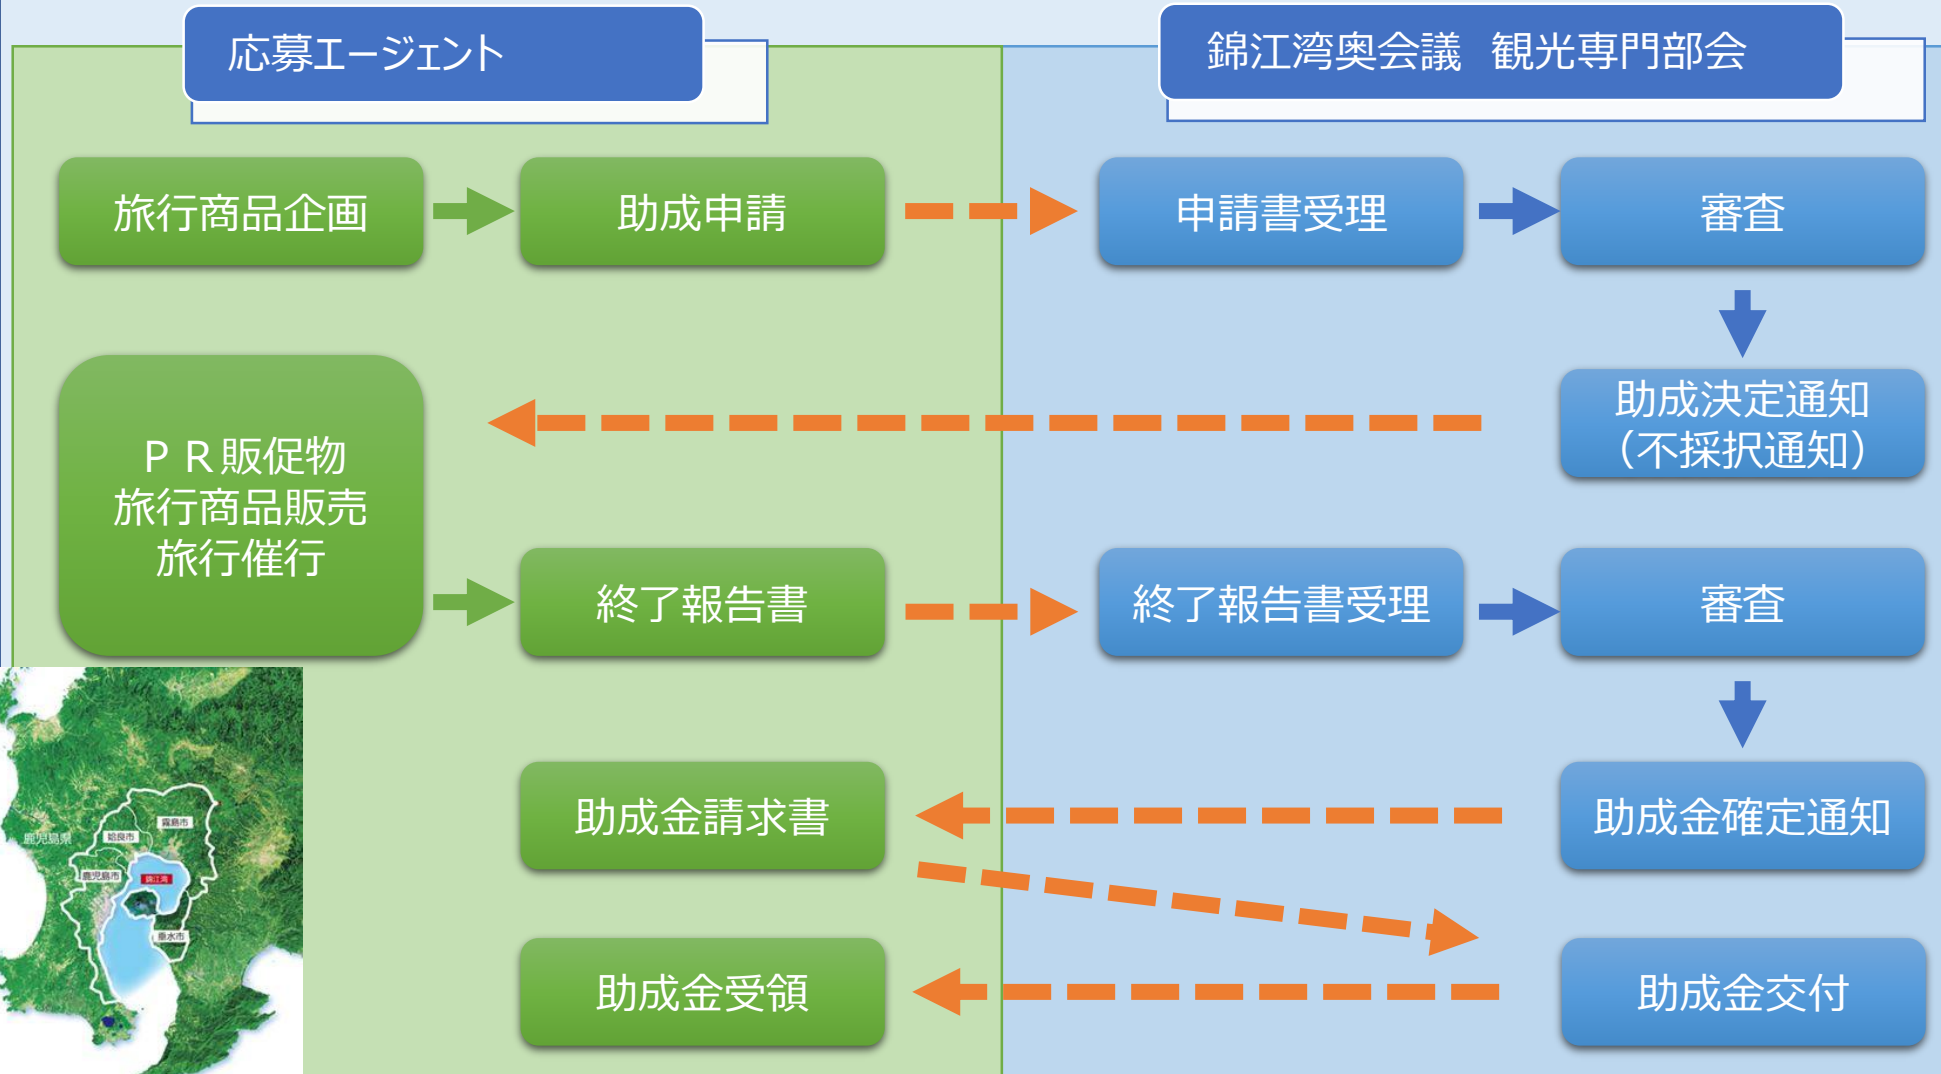 応募エージェント
錦江湾奥会議　観光専門部会
旅行商品企画
助成申請
申請書受理
審査
助成決定通知
（不採択通知）
ＰＲ販促物
旅行商品販売
旅行催行
終了報告書
終了報告書受理
審査
助成金請求書
助成金確定通知
助成金受領
助成金交付
鹿児島県
霧島市
姶良市
鹿児島市
錦江湾
垂水市